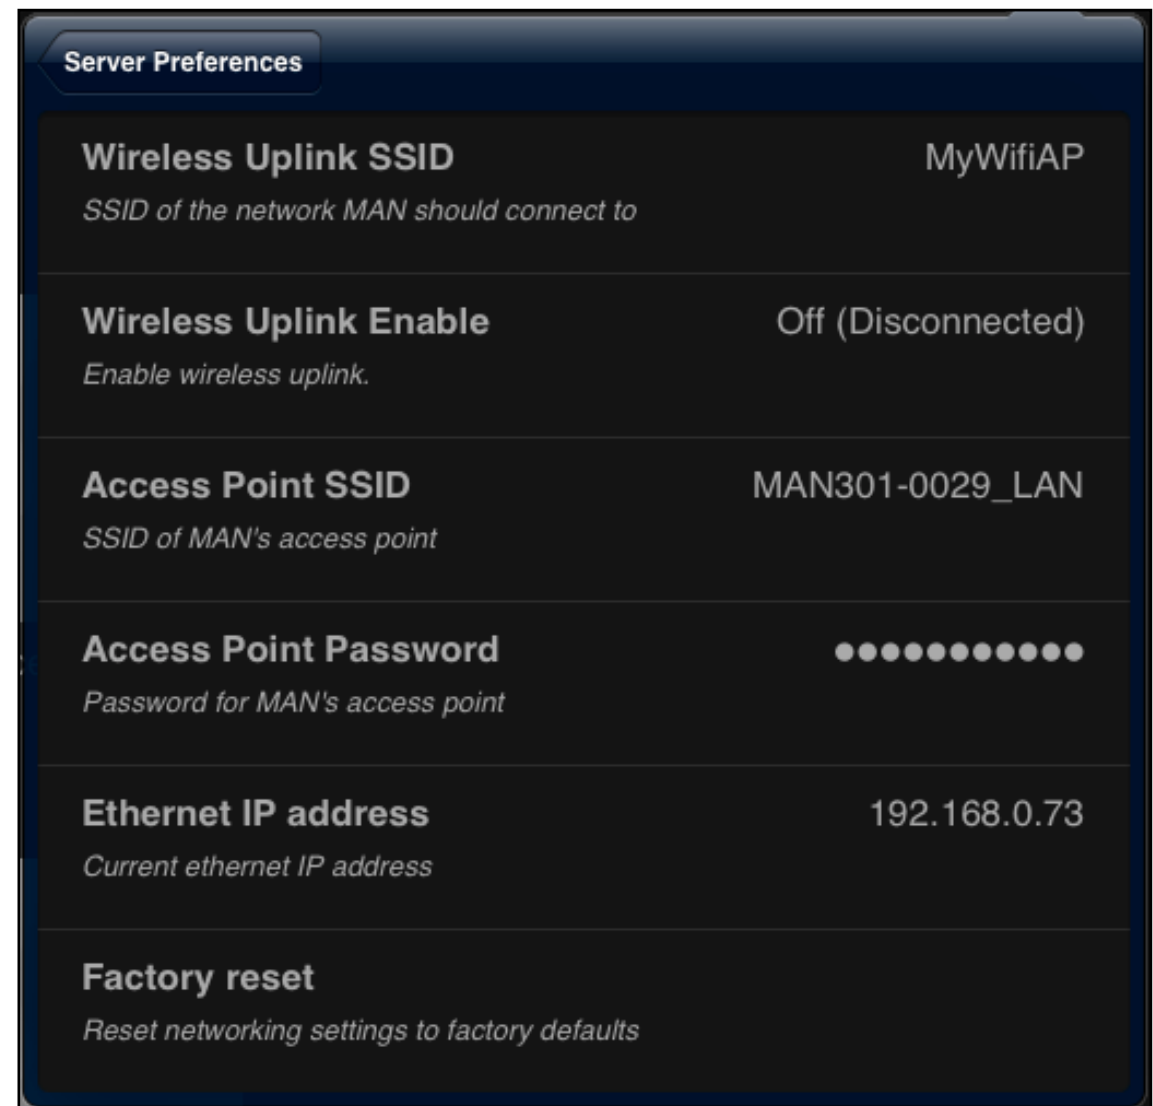 Server Preferences
Wireless Uplink SSID MyWifiAP
SSID of the network MAN should connect to
Wireless Uplink Enable Off (Disconnected)
Enable wireless uplink.
Access Point SSID MAN301-0029_LAN
SSID of MAN's access point
Access Point Password ●●●●●●●●●●●
Password for MAN's access point
Ethernet IP address 192.168.0.73
Current ethernet IP address
Factory reset
Reset networking settings to factory defaults